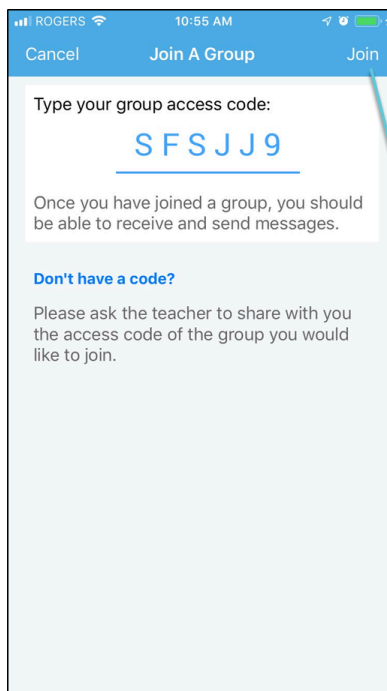 ROGERS 10:55 AM
Cancel Join A Group Join
Type your group access code:
SFSJJ9
Once you have joined a group, you should
be able to receive and send messages.
Don't have a code?
Please ask the teacher to share with you
the access code of the group you would
like to join.